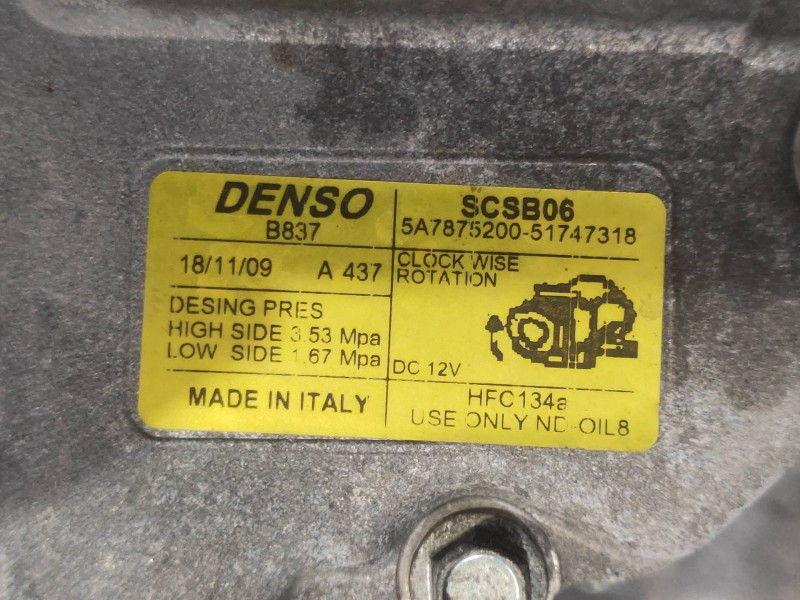 DENSO
B837
SCSB06
5A7875200-51747318
18/11/09 A 437
CLOCK WISE
ROTATION
DESING PRES
HIGH SIDE 3.53 Mpa
LOW SIDE 1.67 Mpa
DC 12V
MADE IN ITALY
HFC134a
USE ONLY ND-OIL8